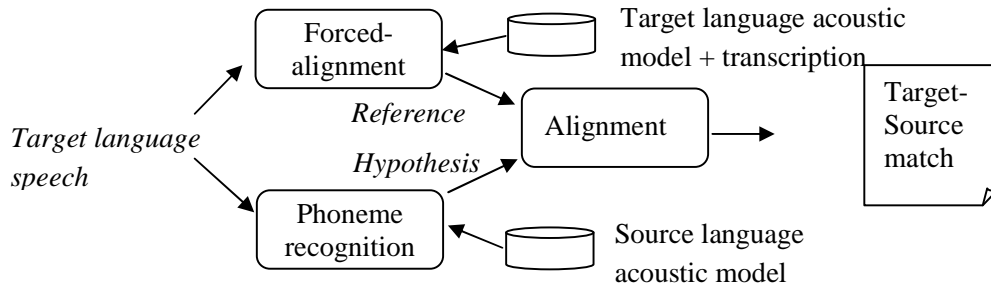 Forced-
alignment
Target language acoustic
model + transcription
Target language
speech
Reference
Hypothesis
Alignment
Target-
Source
match
Phoneme
recognition
Source language
acoustic model